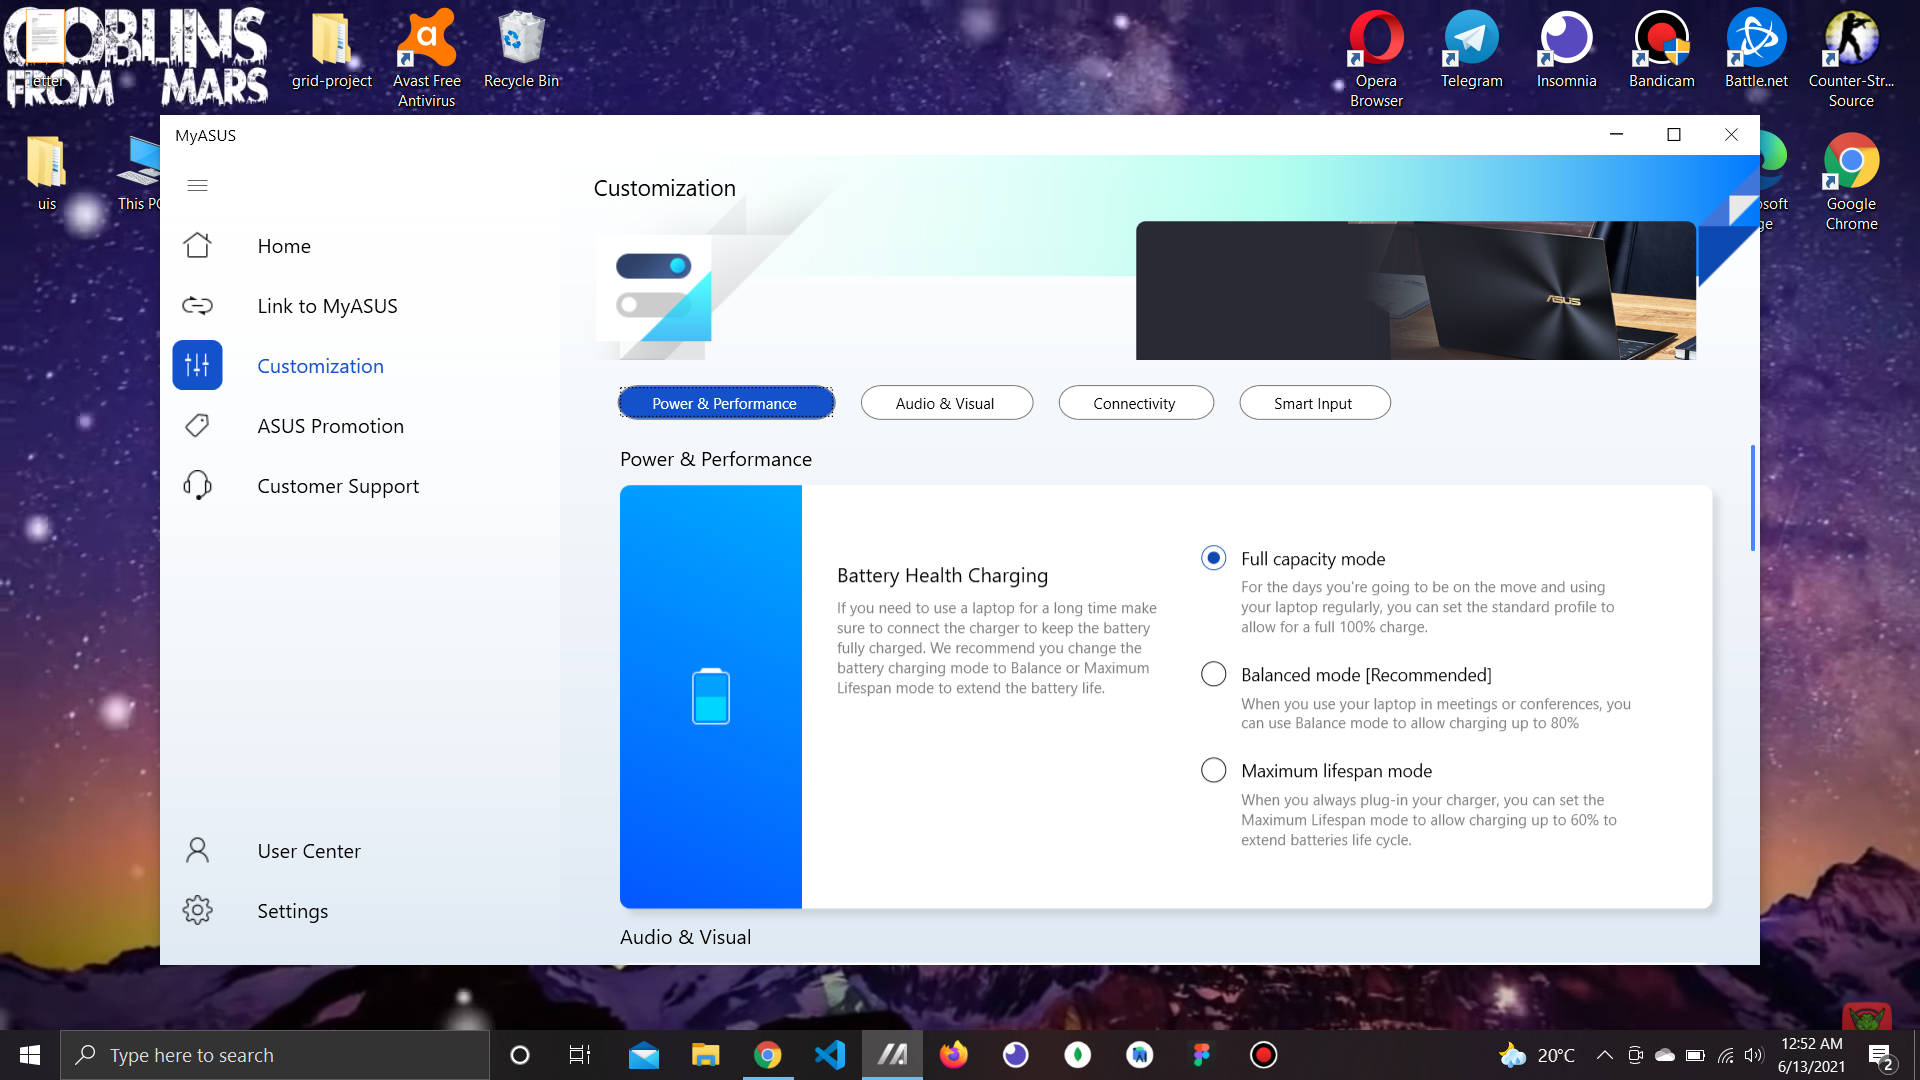 GOBLINS
FROM MARS
letter
grid-project
Avast Free
Antivirus
Recycle Bin
Opera
Browser
Telegram
Insomnia
Bandicam
Battle.net
Counter-Str...
Source
uis
This PC
Google
Chrome
MyASUS
Home
Link to MyASUS
Customization
ASUS Promotion
Customer Support
User Center
Settings
Customization
ASUS
Power & Performance
Audio & Visual
Connectivity
Smart Input
Power & Performance
Battery Health Charging
If you need to use a laptop for a long time make
sure to connect the charger to keep the battery
fully charged. We recommend you change the
battery charging mode to Balance or Maximum
Lifespan mode to extend the battery life.
Full capacity mode
For the days you're going to be on the move and using
your laptop regularly, you can set the standard profile to
allow for a full 100% charge.
Balanced mode [Recommended]
When you use your laptop in meetings or conferences, you
can use Balance mode to allow charging up to 80%
Maximum lifespan mode
When you always plug-in your charger, you can set the
Maximum Lifespan mode to allow charging up to 60% to
extend batteries life cycle.
Audio & Visual
Type here to search
20°C
12:52 AM
6/13/2021
2